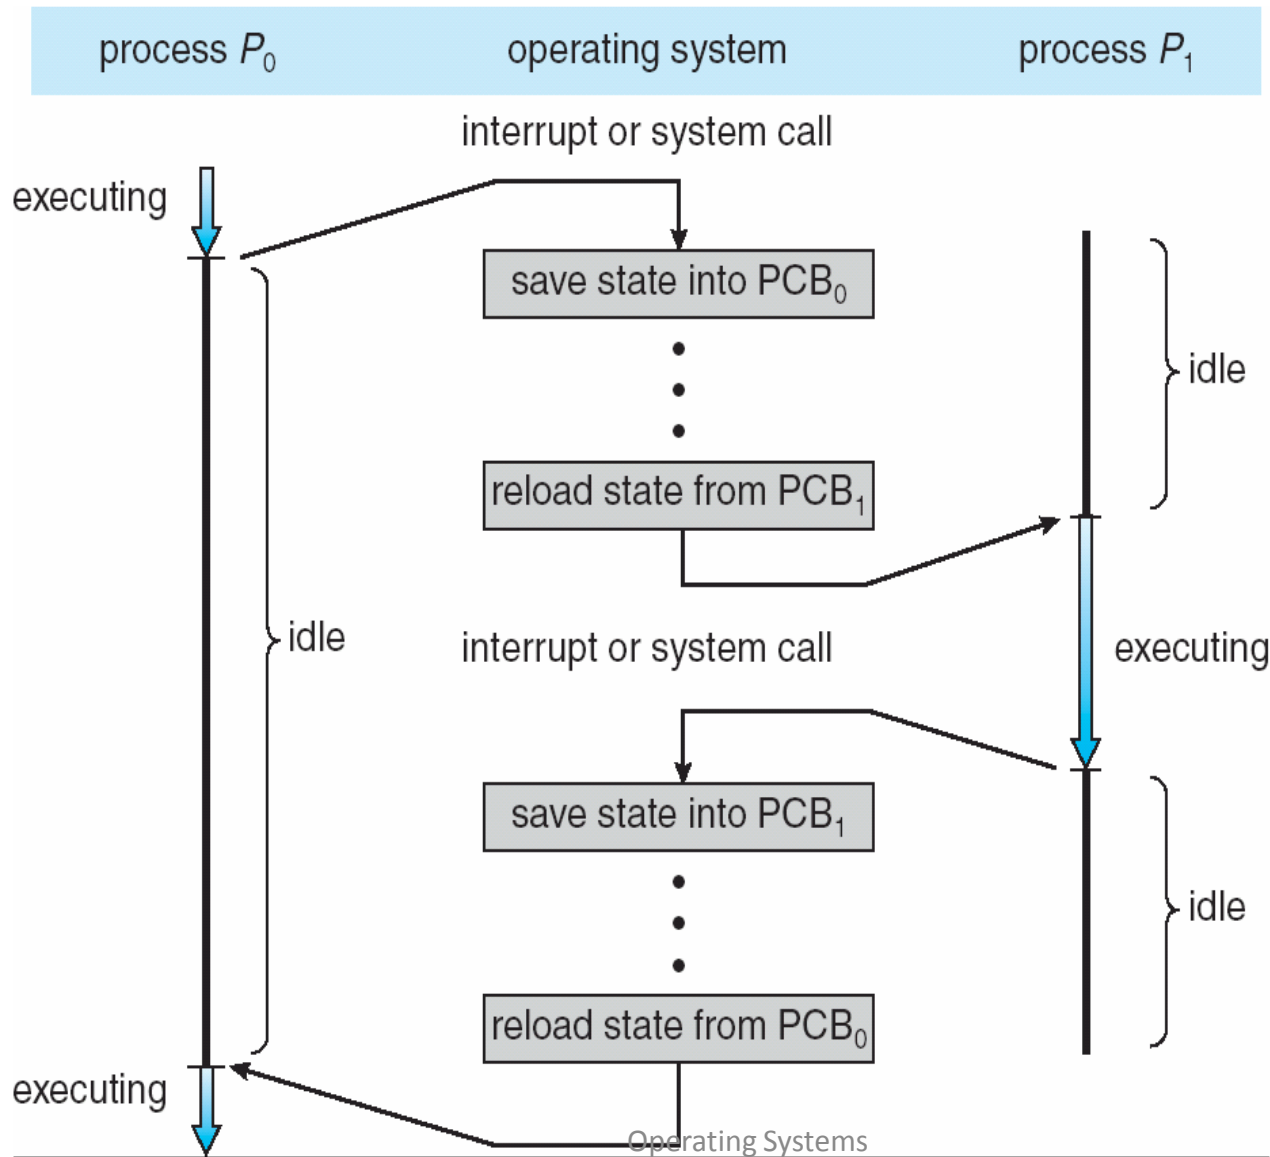 process P₀ operating system process P₁
interrupt or system call
executing
save state into PCB₀
idle
reload state from PCB₁
idle
interrupt or system call
executing
save state into PCB₁
idle
reload state from PCB₀
executing
Operating Systems